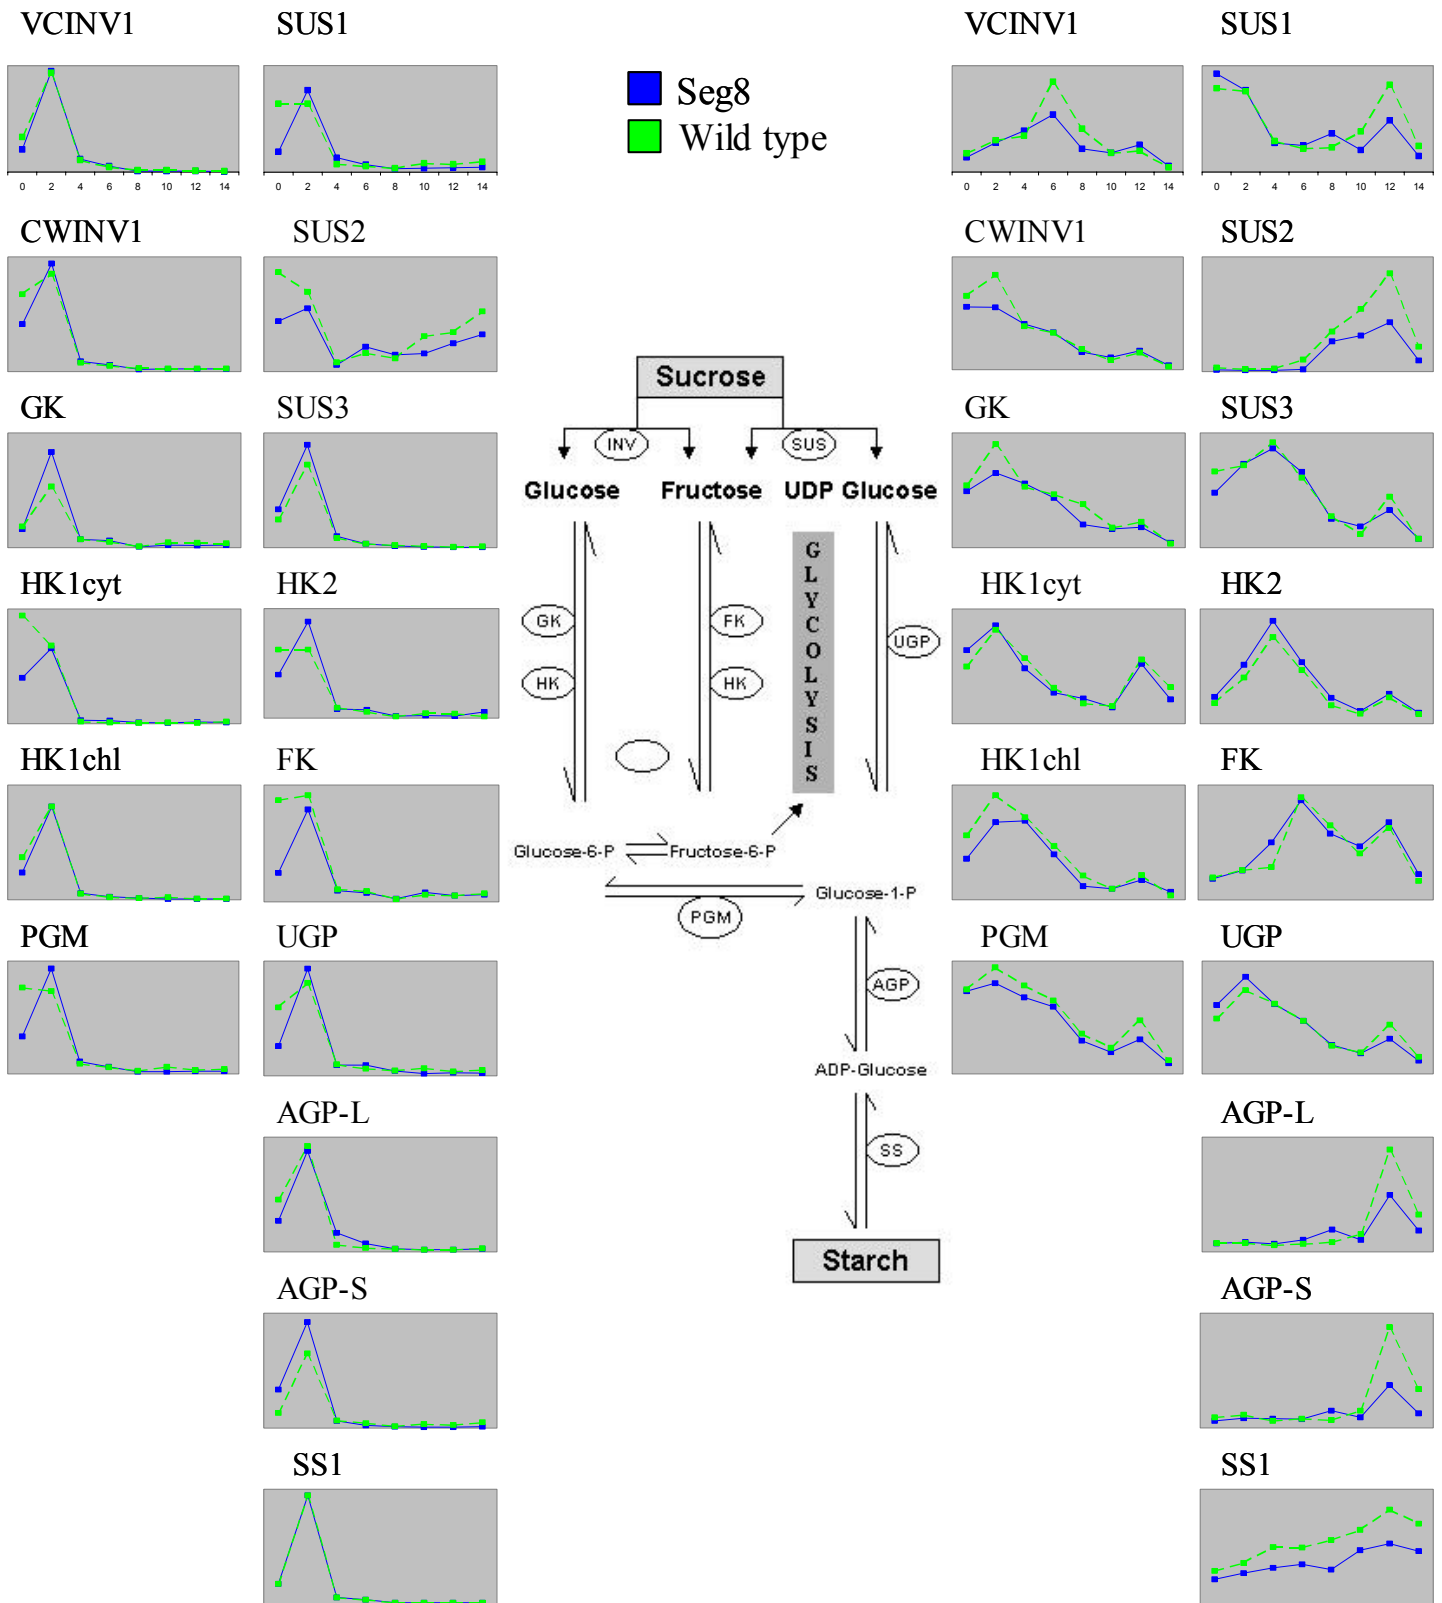 VCINV1 SUS1 VCINV1 SUS1
Seg8
Wild type
0 2 4 6 8 10 12 14 0 2 4 6 8 10 12 14 0 2 4 6 8 10 12 14 0 2 4 6 8 10 12 14
CWINV1 SUS2 CWINV1 SUS2
Sucrose
GK SUS3 GK SUS3
INV SUS
Glucose Fructose UDP Glucose
GLYCOLYSIS
HK1cyt HK2 HK1cyt HK2
GK FK UGP
HK HK
HK1chl FK HK1chl FK
Glucose-6-P Fructose-6-P
Glucose-1-P
PGM
PGM UGP PGM UGP
AGP
ADP-Glucose
AGP-L AGP-L
SS
Starch
AGP-S AGP-S
SS1 SS1